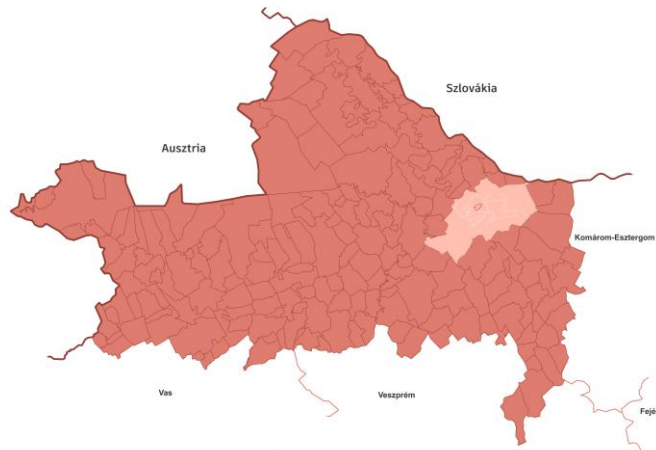 Szlovákia
Ausztria
Komárom-Esztergom
Vas
Veszprém
Fejé